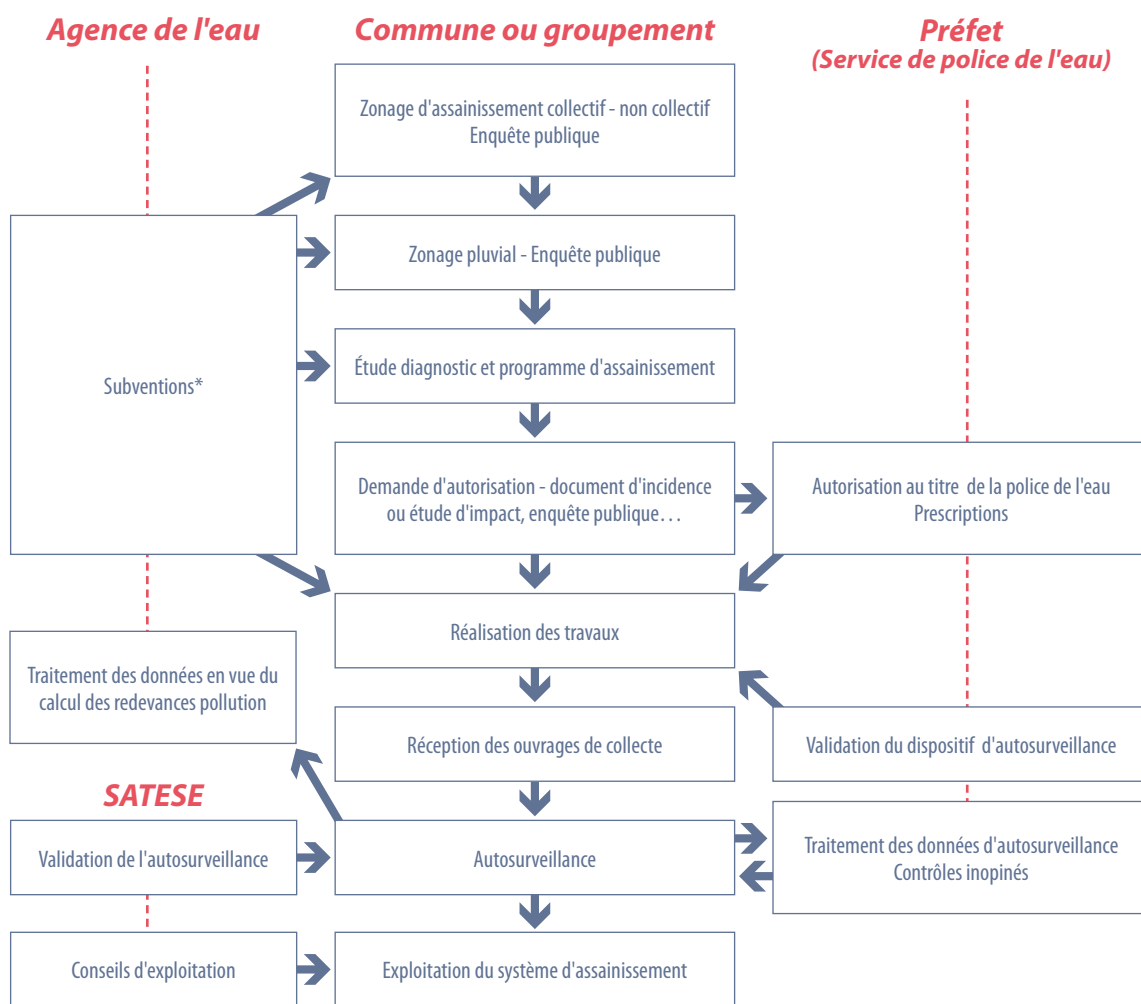 Agence de l'eau
Commune ou groupement
Préfet
(Service de police de l'eau)
Zonage d'assainissement collectif - non collectif
Enquête publique
Zonage pluvial - Enquête publique
Étude diagnostic et programme d'assainissement
Subventions*
Demande d'autorisation - document d'incidence
ou étude d'impact, enquête publique…
Autorisation au titre de la police de l'eau
Prescriptions
Réalisation des travaux
Traitement des données en vue du
calcul des redevances pollution
Réception des ouvrages de collecte
Validation du dispositif d'autosurveillance
SATESE
Validation de l'autosurveillance
Autosurveillance
Traitement des données d'autosurveillance
Contrôles inopinés
Conseils d'exploitation
Exploitation du système d'assainissement